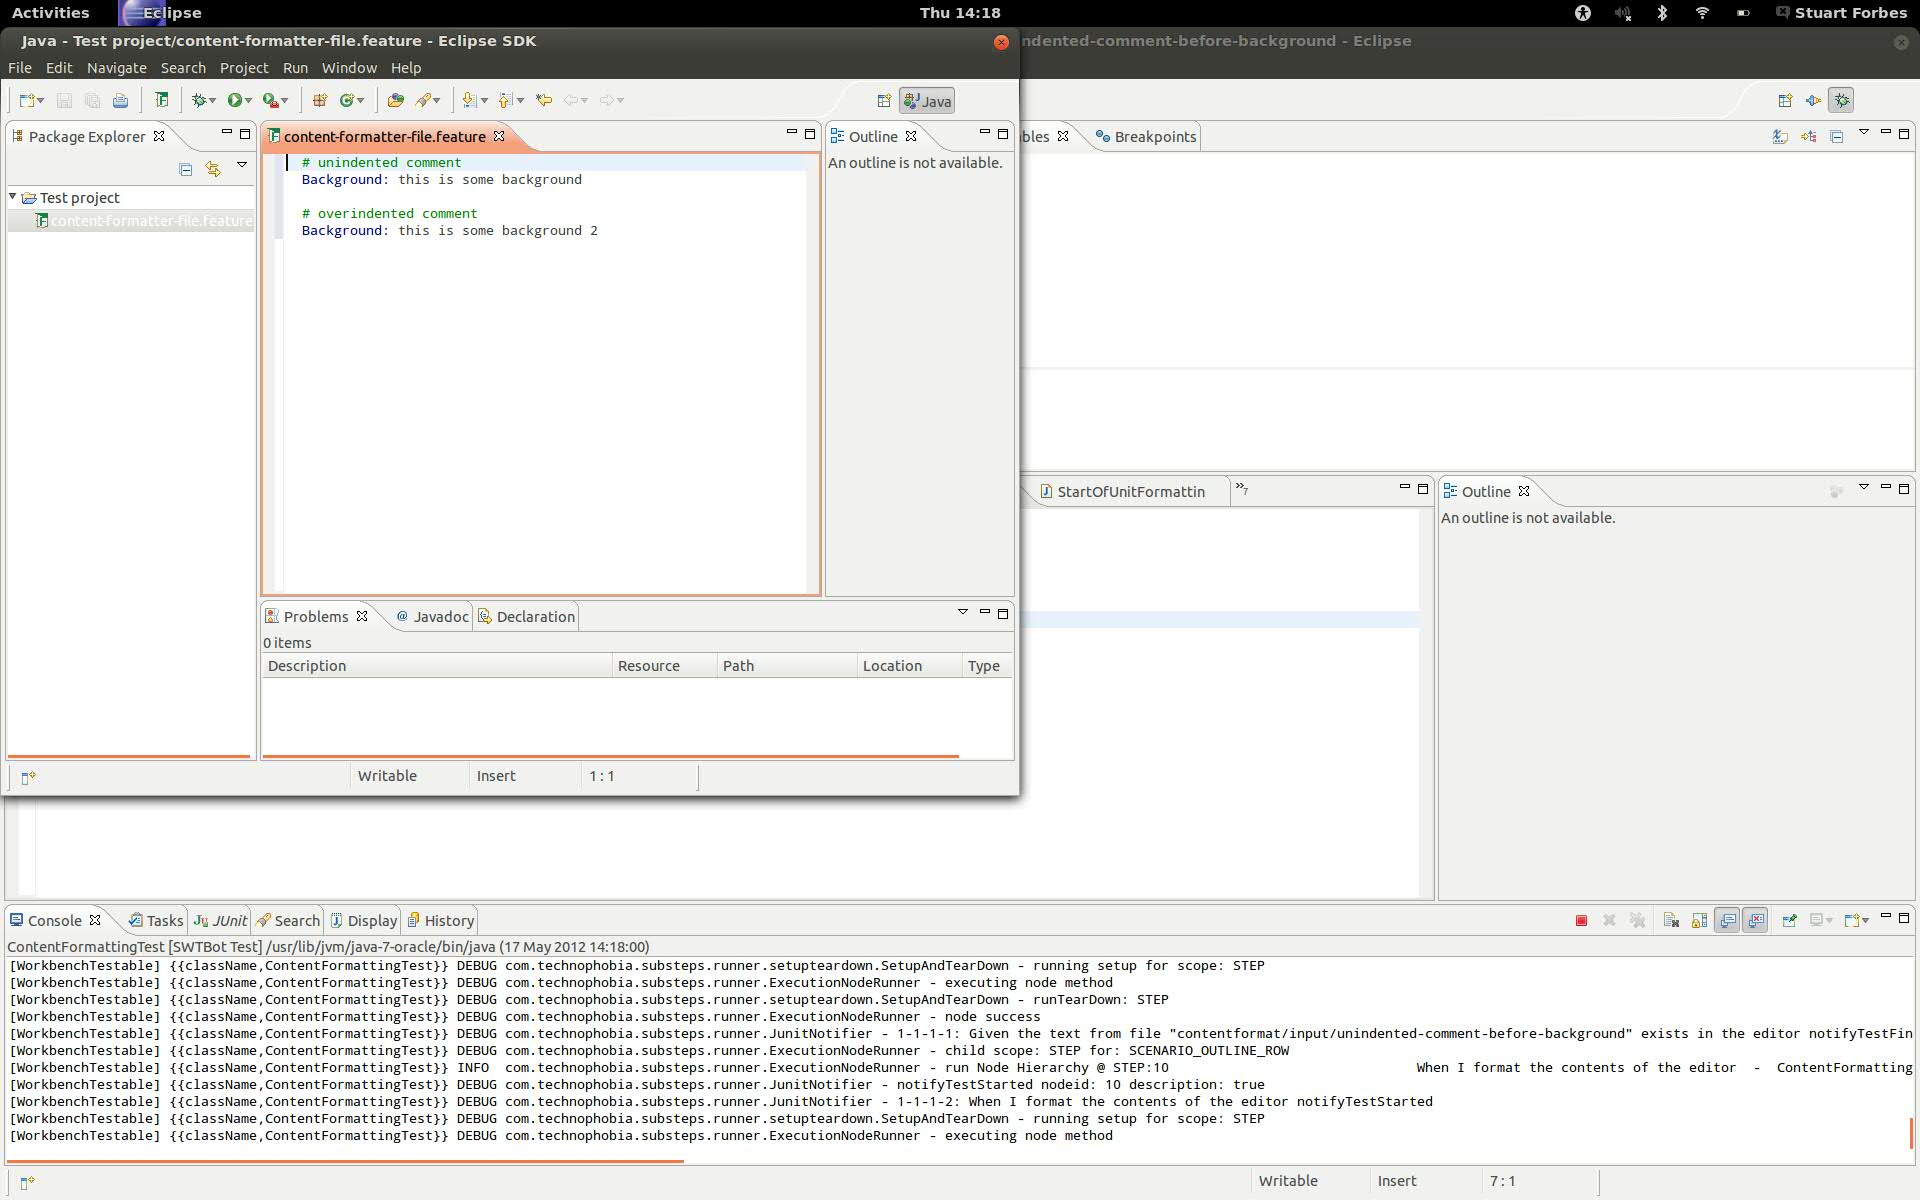 Activities Eclipse Thu 14:18 Stuart Forbes
Java - Test project/content-formatter-file.feature - Eclipse SDK
ndented-comment-before-background - Eclipse
File Edit Navigate Search Project Run Window Help
Java
Package Explorer
content-formatter-file.feature
Outline
bles
Breakpoints
# unindented comment
An outline is not available.
Background: this is some background
Test project
content-formatter-file.feature
# overindented comment
Background: this is some background 2
StartOfUnitFormattin
»7
Outline
An outline is not available.
Problems
@ Javadoc
Declaration
0 items
Description Resource Path Location Type
Writable Insert 1 : 1
Console Tasks JUnit Search Display History
ContentFormattingTest [SWTBot Test] /usr/lib/jvm/java-7-oracle/bin/java (17 May 2012 14:18:00)
[WorkbenchTestable] {{className,ContentFormattingTest}} DEBUG com.technophobia.substeps.runner.setupteardown.SetupAndTearDown - running setup for scope: STEP
[WorkbenchTestable] {{className,ContentFormattingTest}} DEBUG com.technophobia.substeps.runner.ExecutionNodeRunner - executing node method
[WorkbenchTestable] {{className,ContentFormattingTest}} DEBUG com.technophobia.substeps.runner.setupteardown.SetupAndTearDown - runTearDown: STEP
[WorkbenchTestable] {{className,ContentFormattingTest}} DEBUG com.technophobia.substeps.runner.ExecutionNodeRunner - node success
[WorkbenchTestable] {{className,ContentFormattingTest}} DEBUG com.technophobia.substeps.runner.JunitNotifier - 1-1-1-1: Given the text from file "contentformat/input/unindented-comment-before-background" exists in the editor notifyTestFin
[WorkbenchTestable] {{className,ContentFormattingTest}} DEBUG com.technophobia.substeps.runner.ExecutionNodeRunner - child scope: STEP for: SCENARIO_OUTLINE_ROW
[WorkbenchTestable] {{className,ContentFormattingTest}} INFO com.technophobia.substeps.runner.ExecutionNodeRunner - run Node Hierarchy @ STEP:10 When I format the contents of the editor - ContentFormatting
[WorkbenchTestable] {{className,ContentFormattingTest}} DEBUG com.technophobia.substeps.runner.JunitNotifier - notifyTestStarted nodeid: 10 description: true
[WorkbenchTestable] {{className,ContentFormattingTest}} DEBUG com.technophobia.substeps.runner.JunitNotifier - 1-1-1-2: When I format the contents of the editor notifyTestStarted
[WorkbenchTestable] {{className,ContentFormattingTest}} DEBUG com.technophobia.substeps.runner.setupteardown.SetupAndTearDown - running setup for scope: STEP
[WorkbenchTestable] {{className,ContentFormattingTest}} DEBUG com.technophobia.substeps.runner.ExecutionNodeRunner - executing node method
Writable Insert 7 : 1